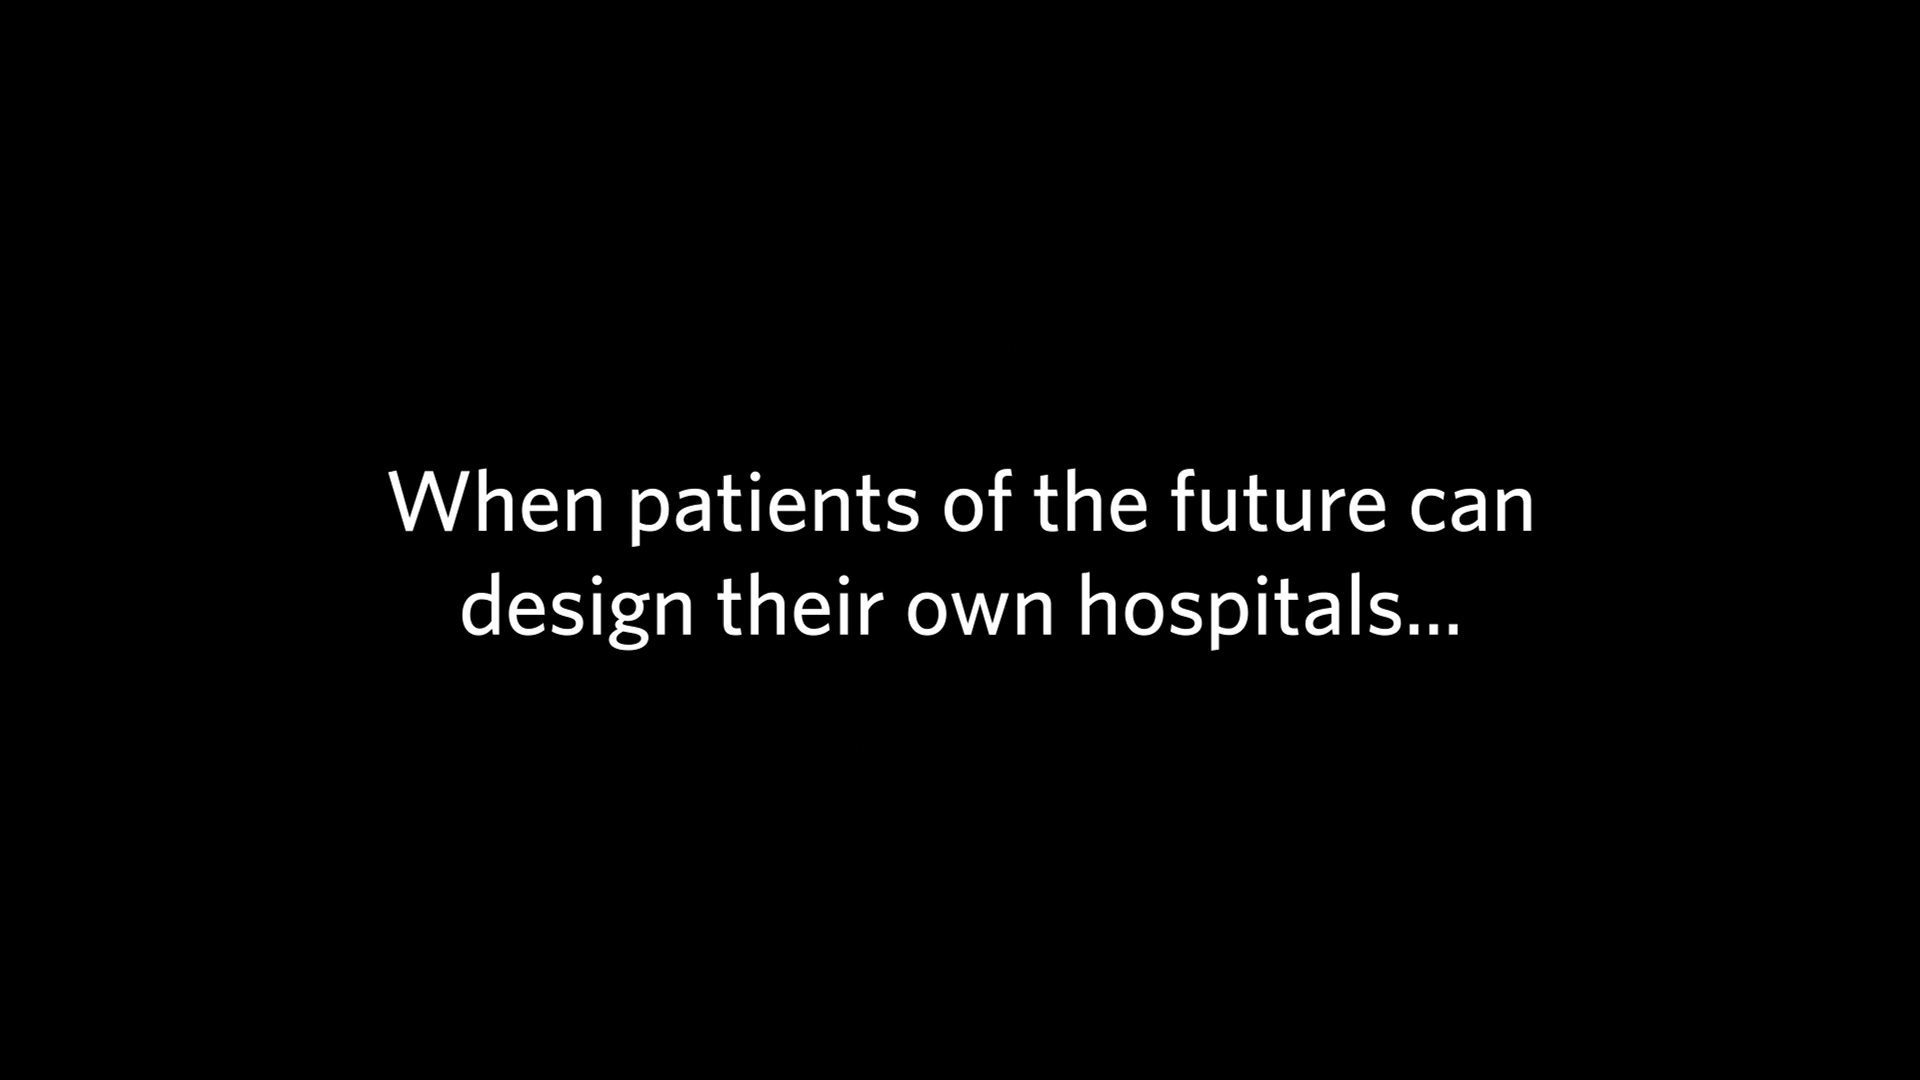 When patients of the future can
design their own hospitals...